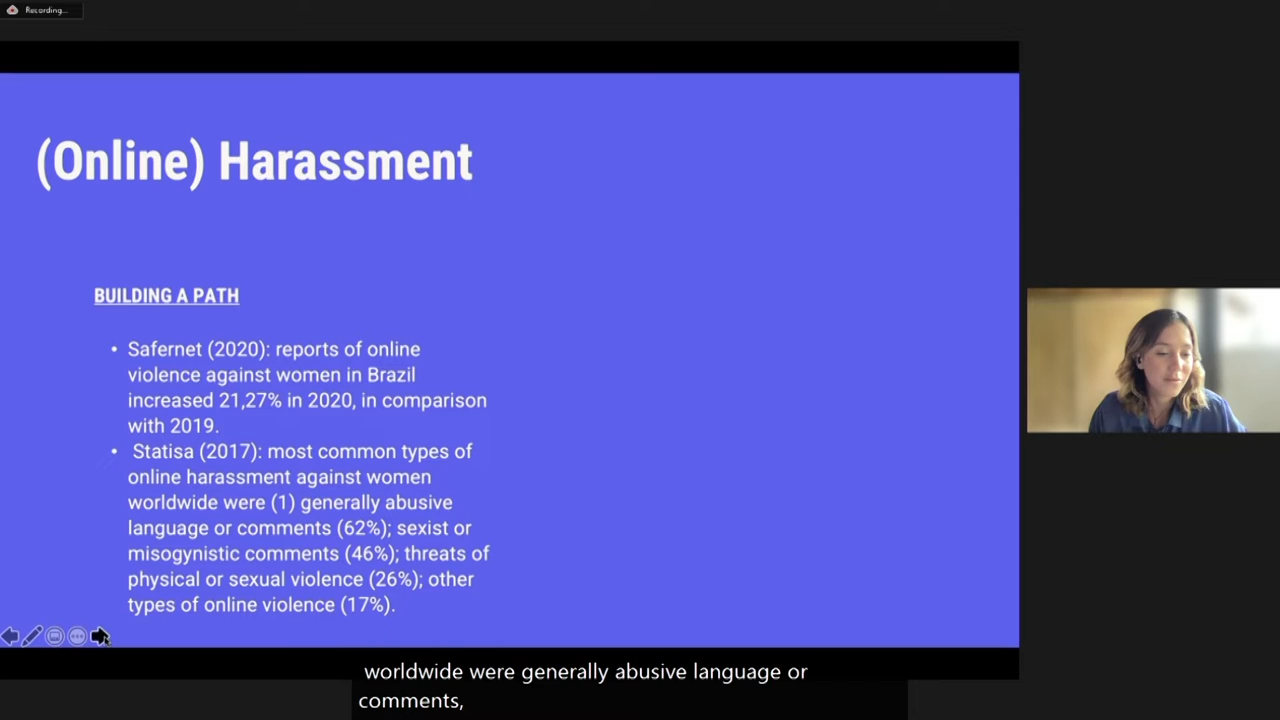 Recording...
(Online) Harassment
BUILDING A PATH
• Safernet (2020): reports of online
violence against women in Brazil
increased 21,27% in 2020, in comparison
with 2019.
• Statisa (2017): most common types of
online harassment against women
worldwide were (1) generally abusive
language or comments (62%); sexist or
misogynistic comments (46%); threats of
physical or sexual violence (26%); other
types of online violence (17%).
worldwide were generally abusive language or
comments,